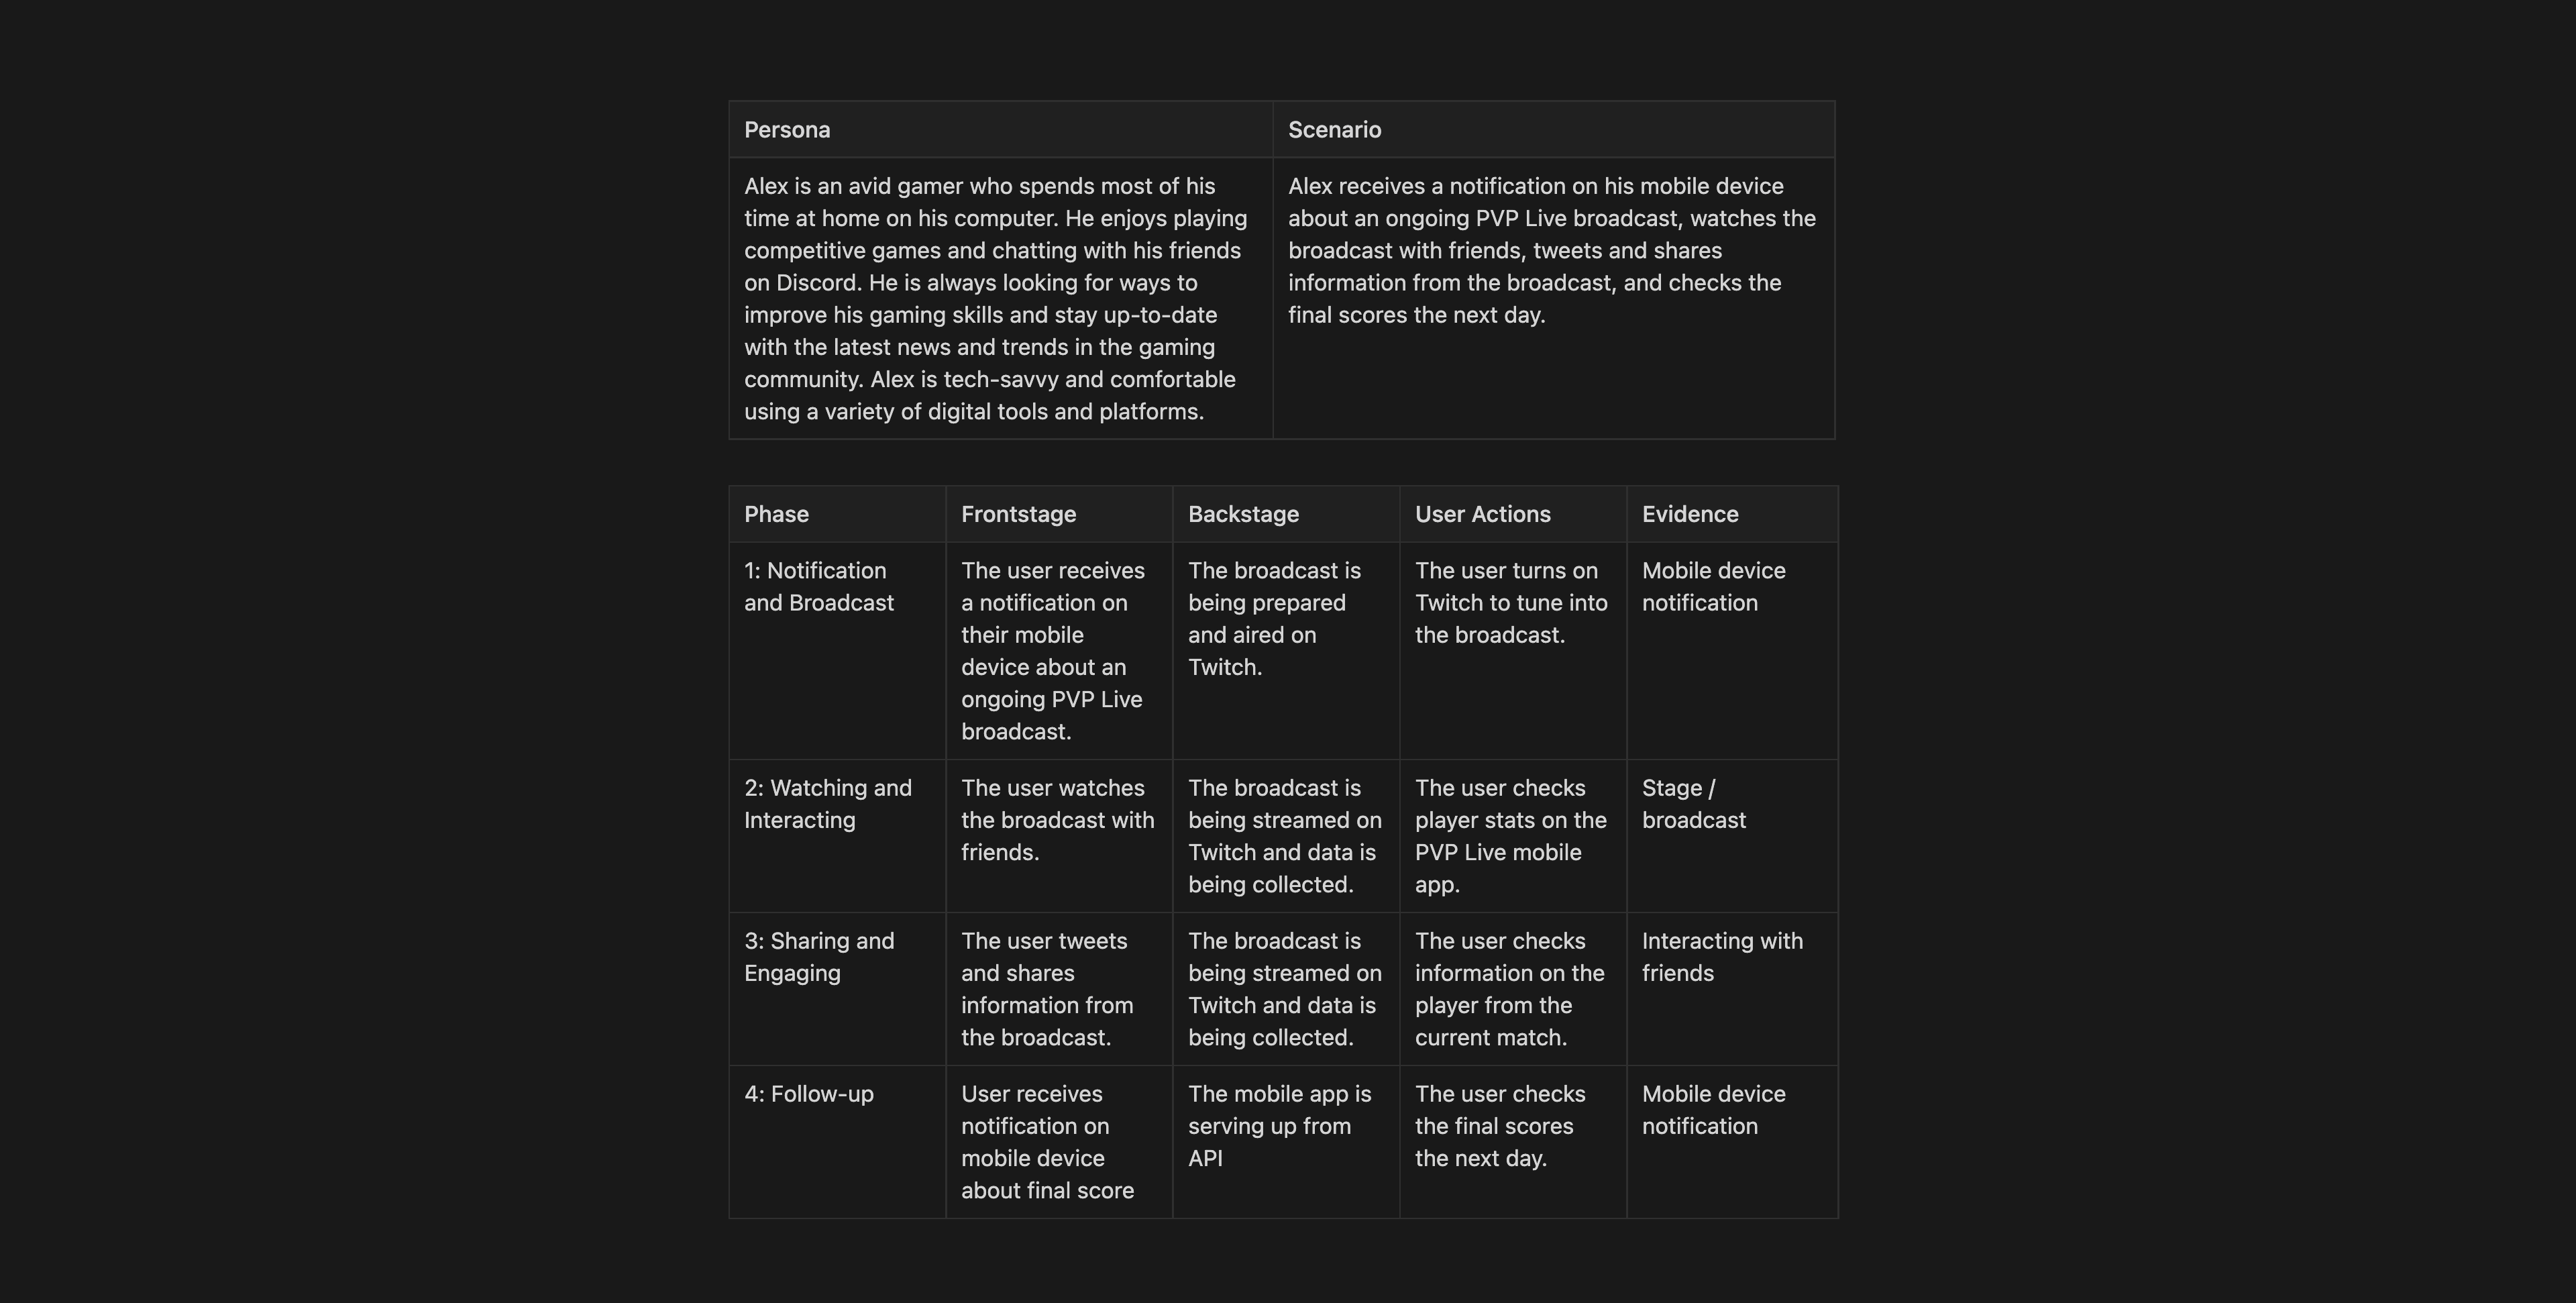 Persona
Scenario
Alex is an avid gamer who spends most of his
time at home on his computer. He enjoys playing
competitive games and chatting with his friends
on Discord. He is always looking for ways to
improve his gaming skills and stay up-to-date
with the latest news and trends in the gaming
community. Alex is tech-savvy and comfortable
using a variety of digital tools and platforms.
Alex receives a notification on his mobile device
about an ongoing PVP Live broadcast, watches the
broadcast with friends, tweets and shares
information from the broadcast, and checks the
final scores the next day.
Phase
Frontstage
Backstage
User Actions
Evidence
1: Notification
and Broadcast
The user receives
a notification on
their mobile
device about an
ongoing PVP Live
broadcast.
The broadcast is
being prepared
and aired on
Twitch.
The user turns on
Twitch to tune into
the broadcast.
Mobile device
notification
2: Watching and
Interacting
The user watches
the broadcast with
friends.
The broadcast is
being streamed on
Twitch and data is
being collected.
The user checks
player stats on the
PVP Live mobile
app.
Stage /
broadcast
3: Sharing and
Engaging
The user tweets
and shares
information from
the broadcast.
The broadcast is
being streamed on
Twitch and data is
being collected.
The user checks
information on the
player from the
current match.
Interacting with
friends
4: Follow-up
User receives
notification on
mobile device
about final score
The mobile app is
serving up from
API
The user checks
the final scores
the next day.
Mobile device
notification